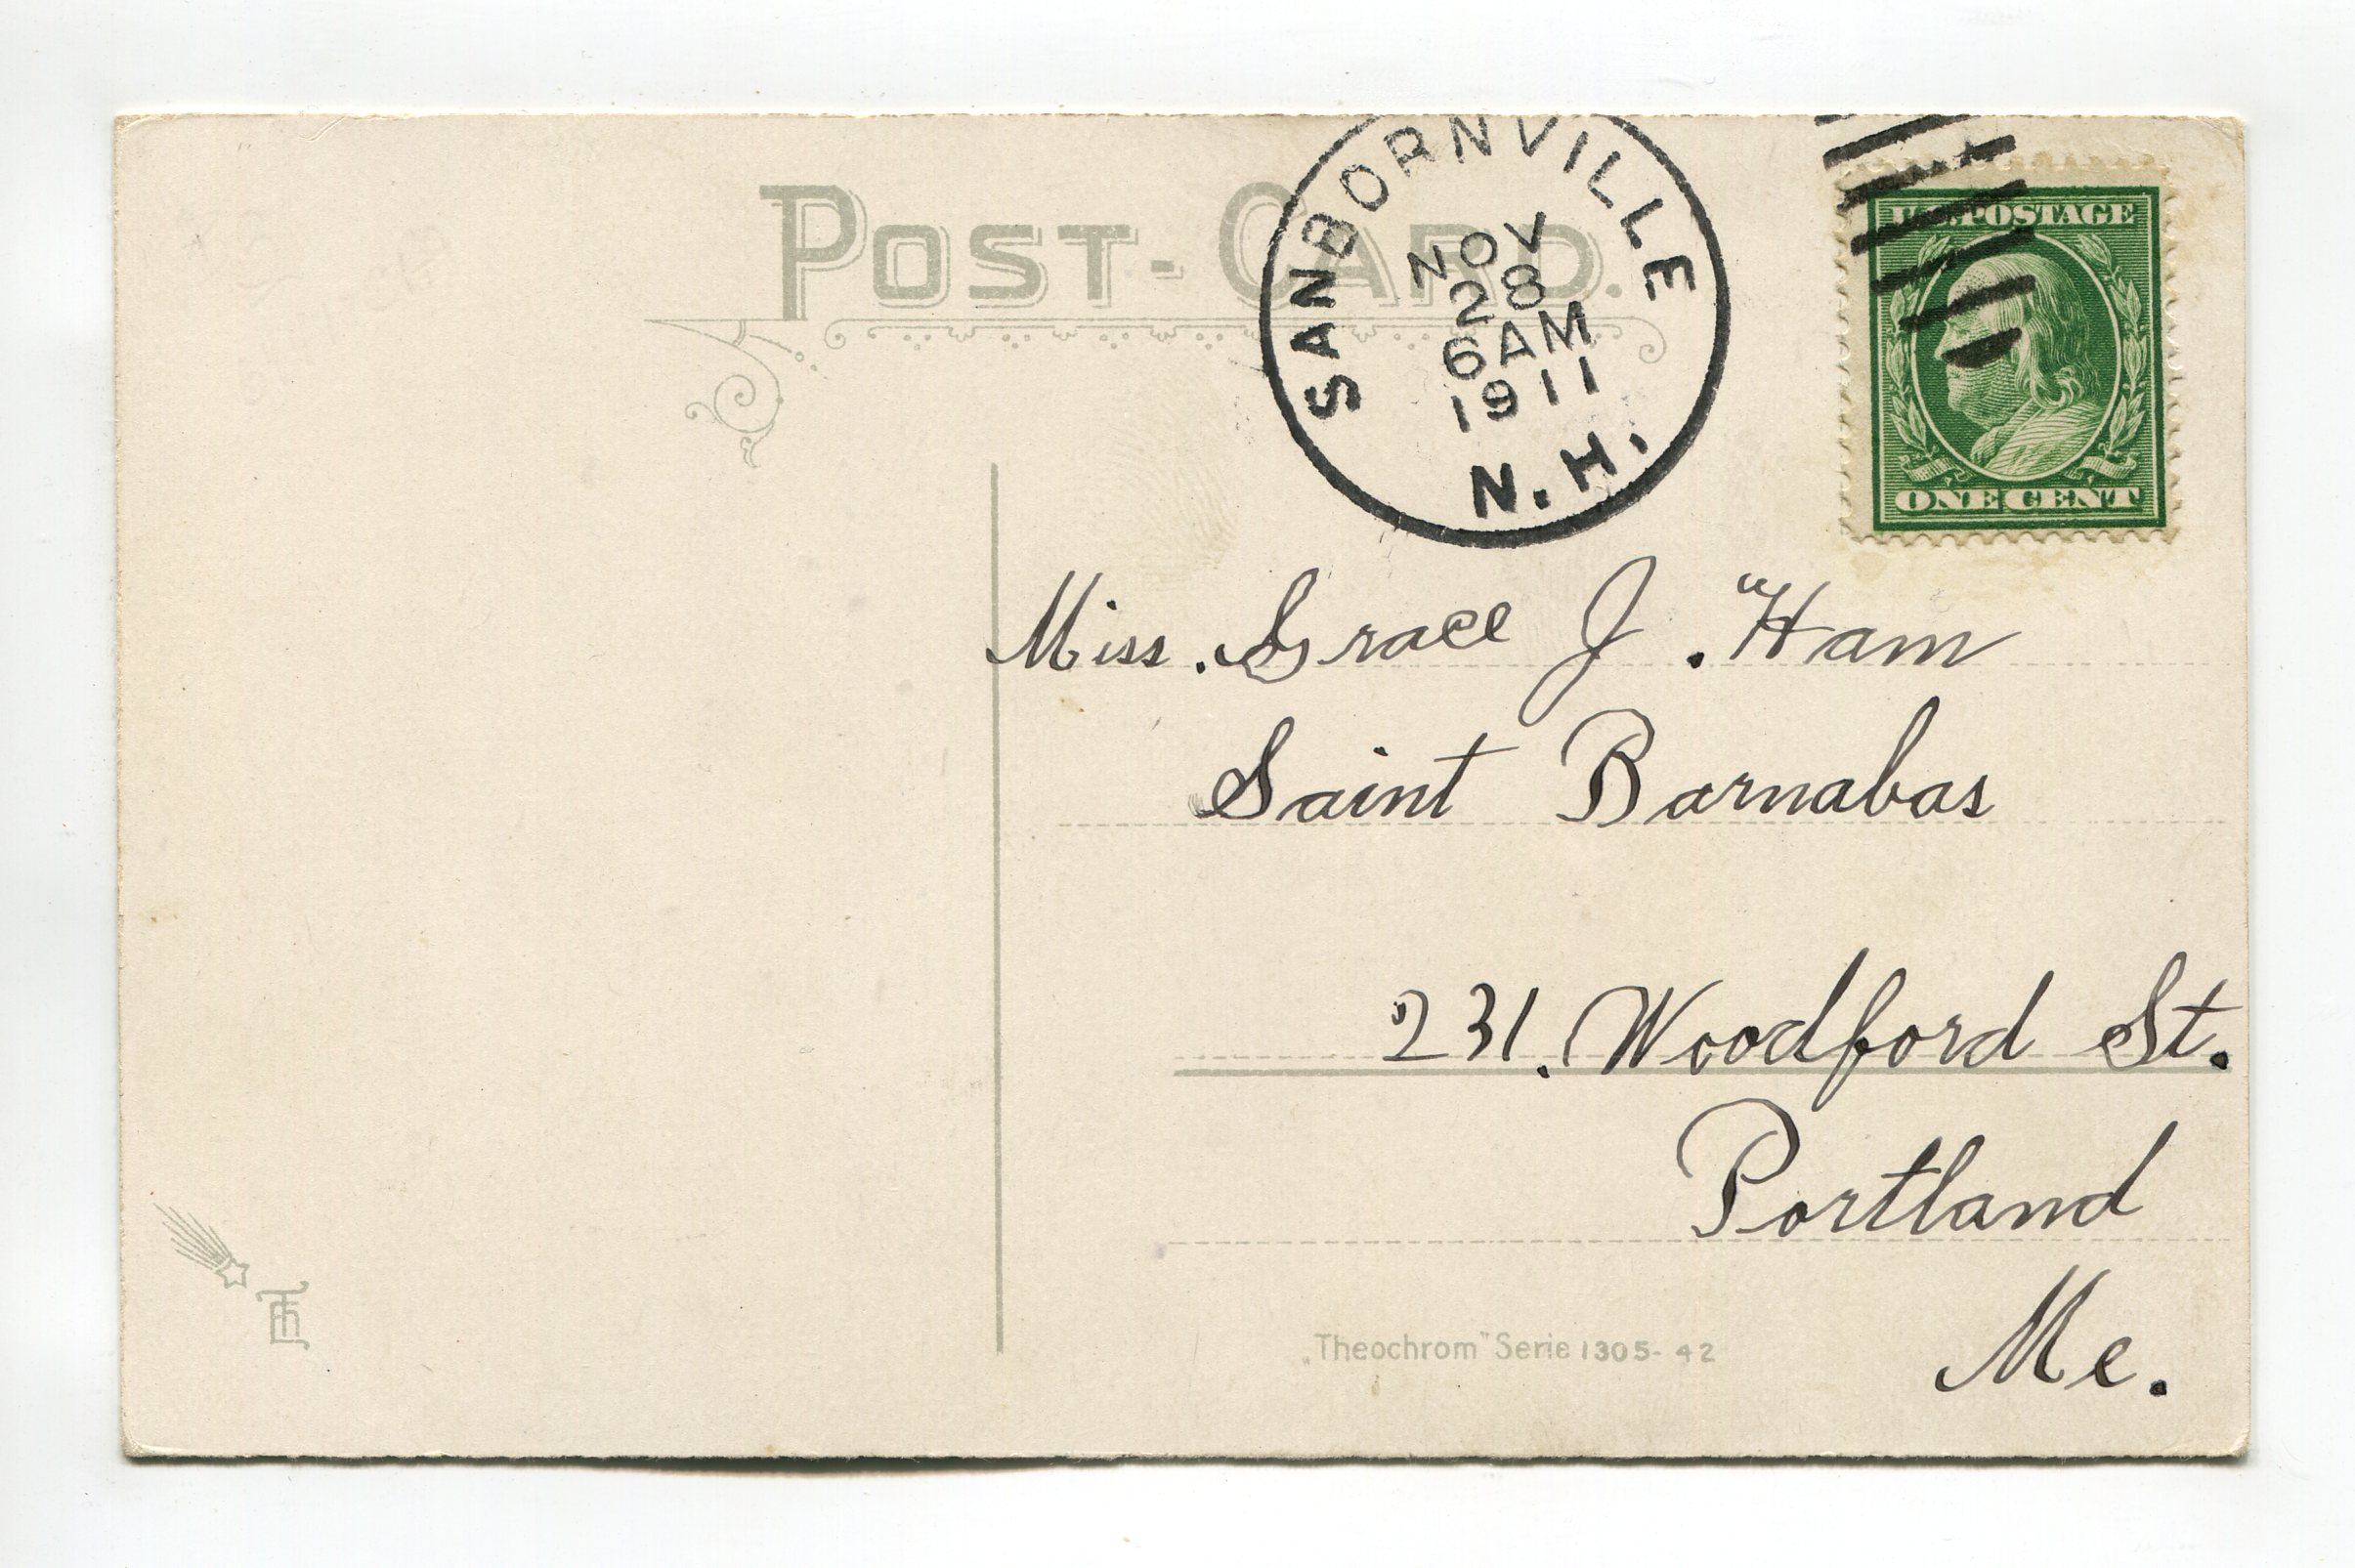 POST-CARD.
SANBORNVILLE
NOV
28
6AM
1911
N.H.
U.S. POSTAGE
ONE CENT
Miss. Grace J. Ham
Saint Barnabas
231. Woodford St.
Portland
Me.
„Theochrom" Serie 1305-42